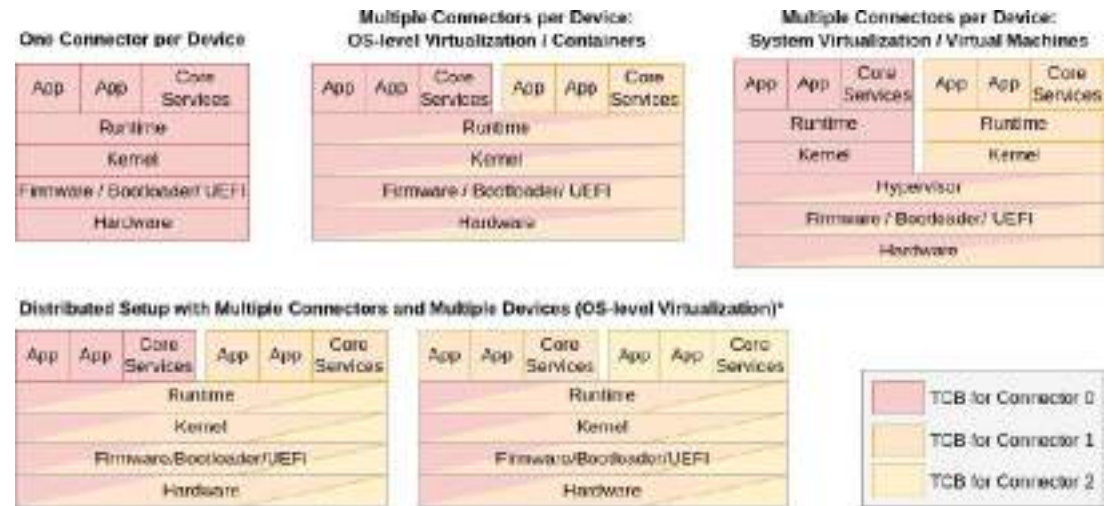 One Connector per Device
App App Core Services
Runtime
Kernel
Firmware / Bootloader/ UEFI
Hardware
Multiple Connectors per Device:
OS-level Virtualization / Containers
App App Core Services App App Core Services
Runtime
Kernel
Firmware / Bootloader/ UEFI
Hardware
Multiple Connectors per Device:
System Virtualization / Virtual Machines
App App Core Services App App Core Services
Runtime Runtime
Kernel Kernel
Hypervisor
Firmware / Bootloader/ UEFI
Hardware
Distributed Setup with Multiple Connectors and Multiple Devices (OS-level Virtualization)*
App App Core Services App App Core Services
Runtime
Kernel
Firmware/Bootloader/UEFI
Hardware
App App Core Services App App Core Services
Runtime
Kernel
Firmware/Bootloader/UEFI
Hardware
TCB for Connector 0
TCB for Connector 1
TCB for Connector 2